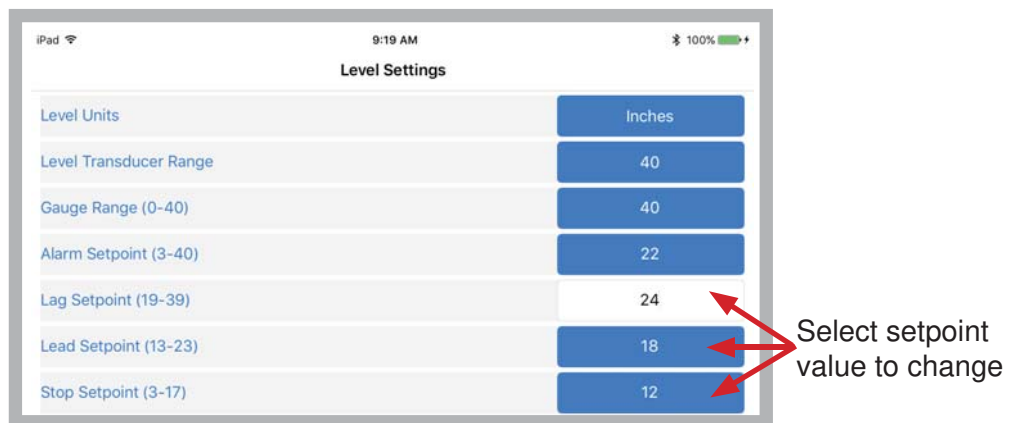 iPad 9:19 AM 100%
Level Settings
Level Units Inches
Level Transducer Range 40
Gauge Range (0-40) 40
Alarm Setpoint (3-40) 22
Lag Setpoint (19-39) 24
Lead Setpoint (13-23) 18
Stop Setpoint (3-17) 12
Select setpoint
value to change